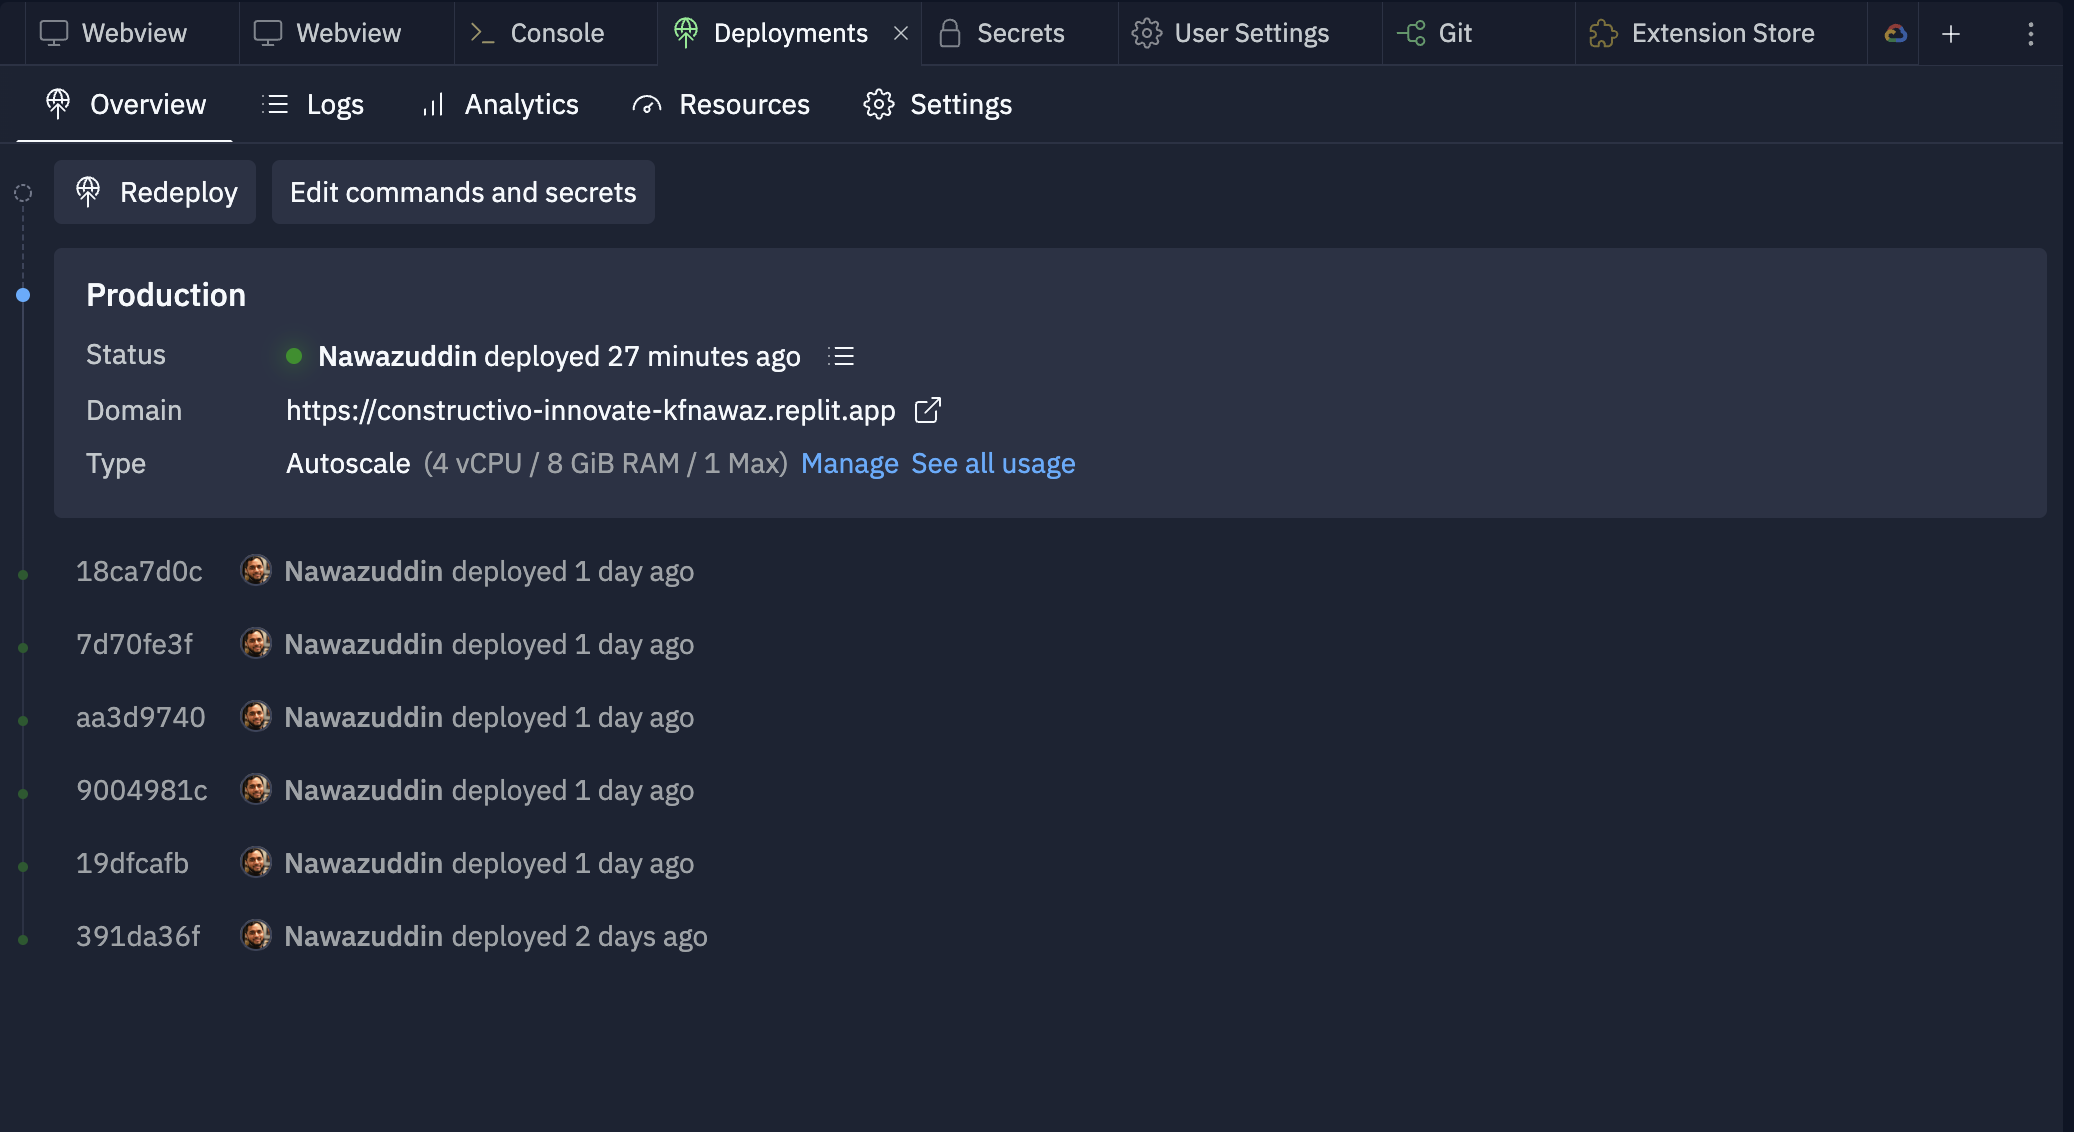 Webview Webview Console Deployments Secrets User Settings Git Extension Store
Overview Logs Analytics Resources Settings
Redeploy Edit commands and secrets
Production
Status Nawazuddin deployed 27 minutes ago
Domain https://constructivo-innovate-kfnawaz.replit.app
Type Autoscale (4 vCPU / 8 GiB RAM / 1 Max) Manage See all usage
18ca7d0c Nawazuddin deployed 1 day ago
7d70fe3f Nawazuddin deployed 1 day ago
aa3d9740 Nawazuddin deployed 1 day ago
9004981c Nawazuddin deployed 1 day ago
19dfcafb Nawazuddin deployed 1 day ago
391da36f Nawazuddin deployed 2 days ago